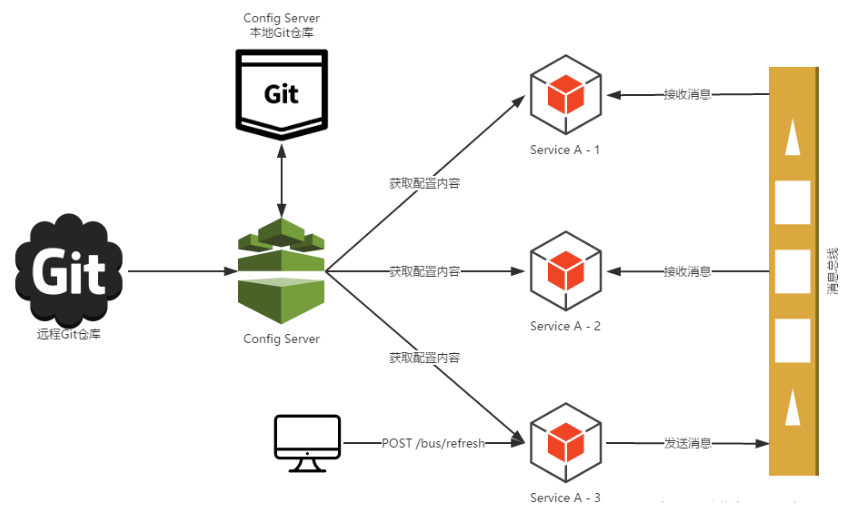 Config Server
本地Git仓库
Git
接收消息
Service A - 1
获取配置内容
Git
获取配置内容
接收消息
消息总线
远程Git仓库
Config Server
Service A - 2
获取配置内容
POST /bus/refresh
发送消息
Service A - 3